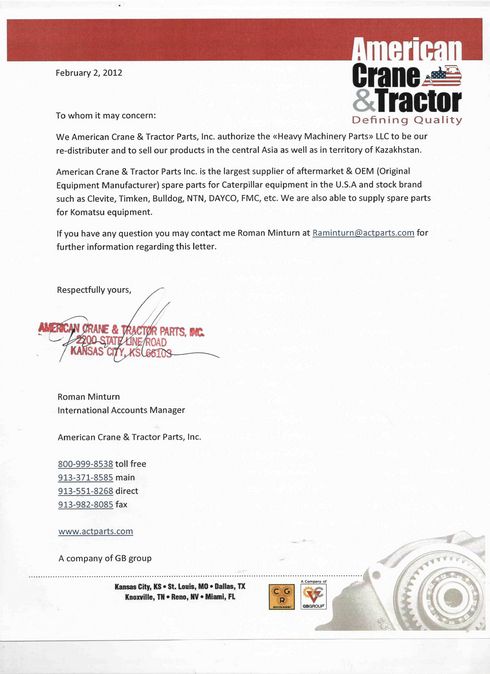 American
Crane
& Tractor
Defining Quality
February 2, 2012
To whom it may concern:
We American Crane & Tractor Parts, Inc. authorize the «Heavy Machinery Parts» LLC to be our
re-distributer and to sell our products in the central Asia as well as in territory of Kazakhstan.
American Crane & Tractor Parts Inc. is the largest supplier of aftermarket & OEM (Original
Equipment Manufacturer) spare parts for Caterpillar equipment in the U.S.A and stock brand
such as Clevite, Timken, Bulldog, NTN, DAYCO, FMC, etc. We are also able to supply spare parts
for Komatsu equipment.
If you have any question you may contact me Roman Minturn at Raminturn@actparts.com for
further information regarding this letter.
Respectfully yours,
AMERICAN CRANE & TRACTOR PARTS, INC.
2200 STATE LINE ROAD
KANSAS CITY, KS 66103
Roman Minturn
International Accounts Manager
American Crane & Tractor Parts, Inc.
800-999-8538 toll free
913-371-8585 main
913-551-8268 direct
913-982-8085 fax
www.actparts.com
A company of GB group
Kansas City, KS • St. Louis, MO • Dallas, TX
Knoxville, TN • Reno, NV • Miami, FL
C G R
A Company of
GBGROUP